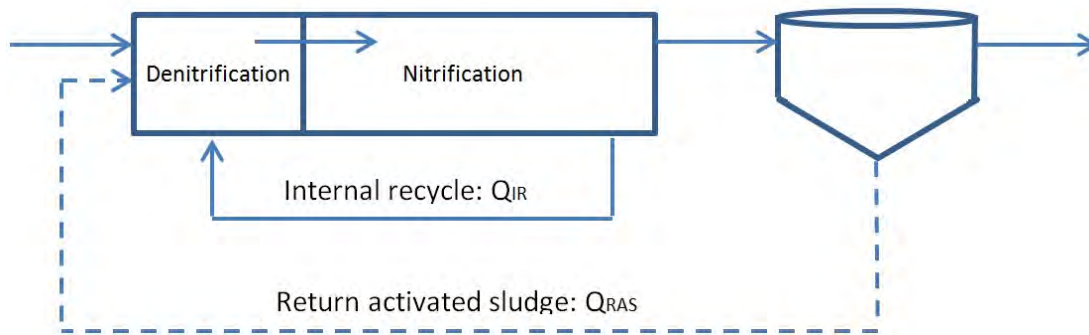 Denitrification
Nitrification
Internal recycle: QIR
Return activated sludge: QRAS